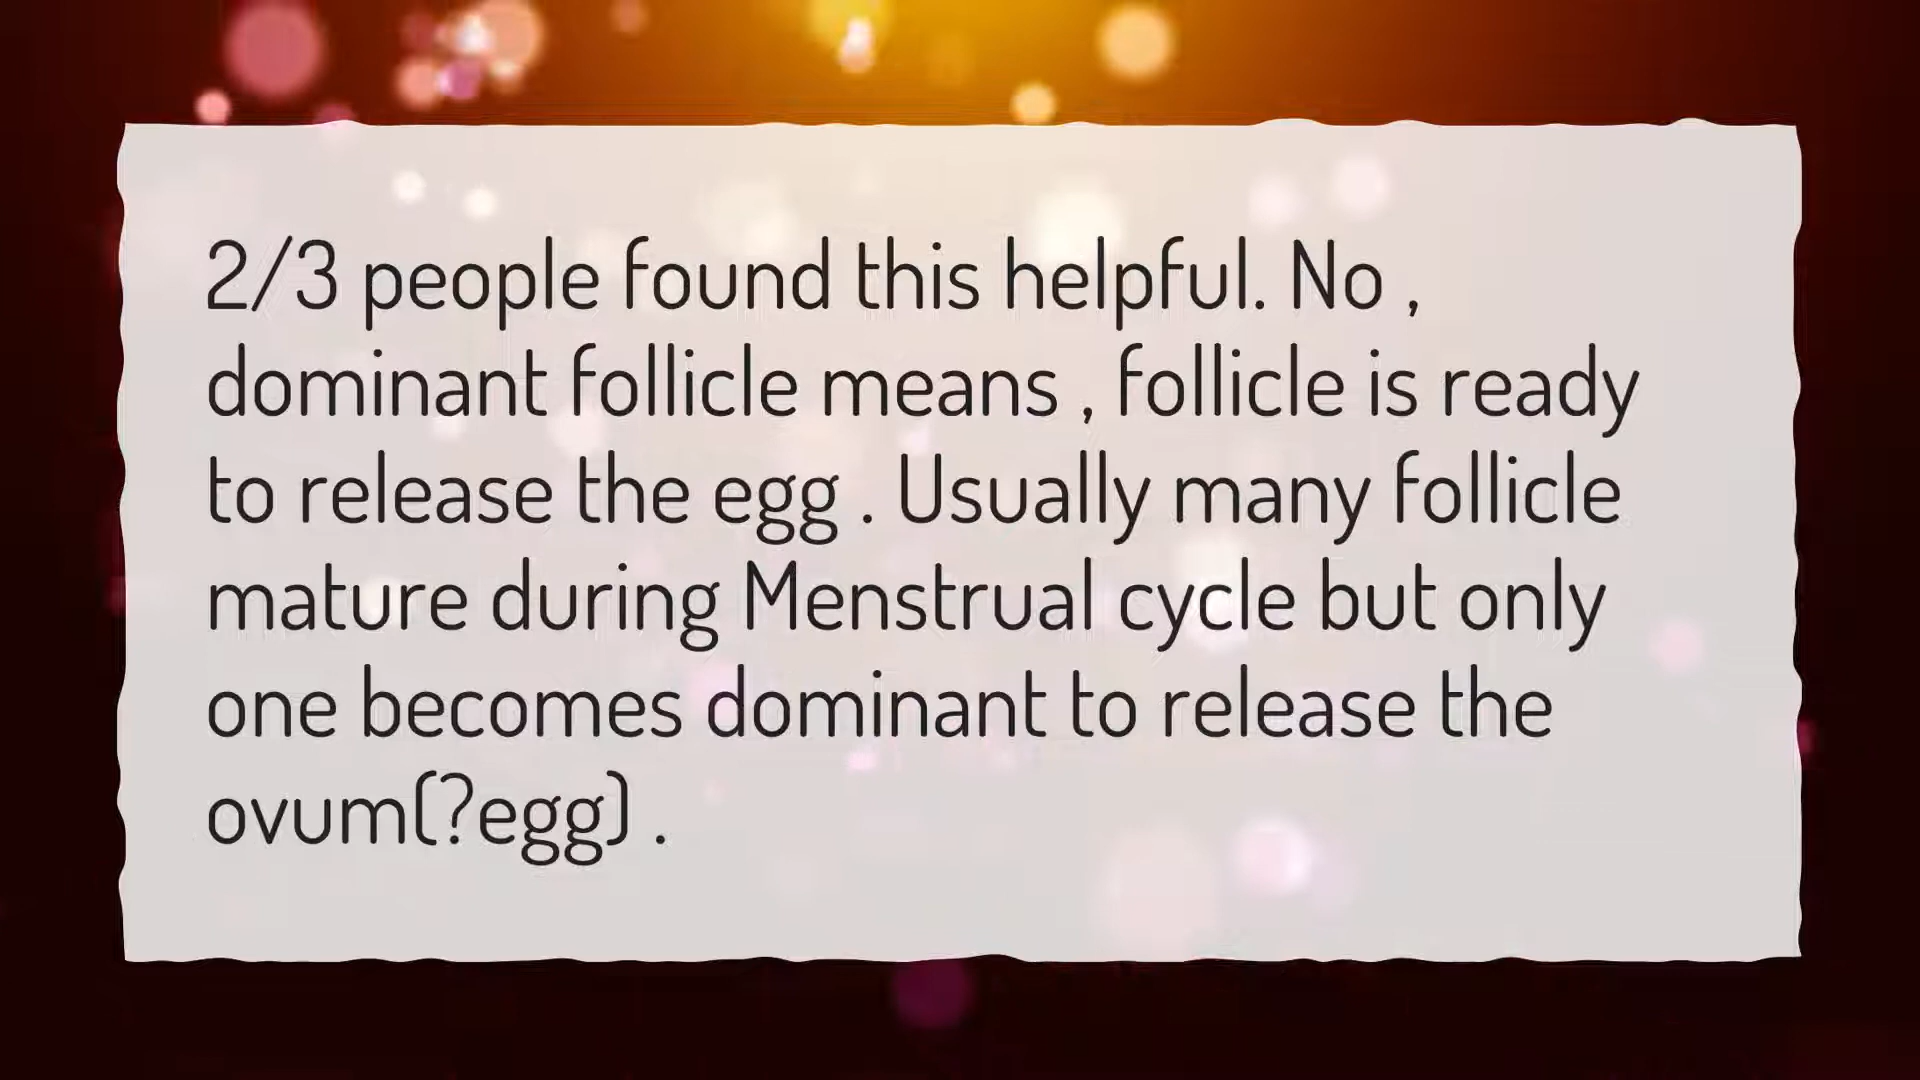 2/3 people found this helpful. No ,
dominant follicle means , follicle is ready
to release the egg . Usually many follicle
mature during Menstrual cycle but only
one becomes dominant to release the
ovum(?egg) .